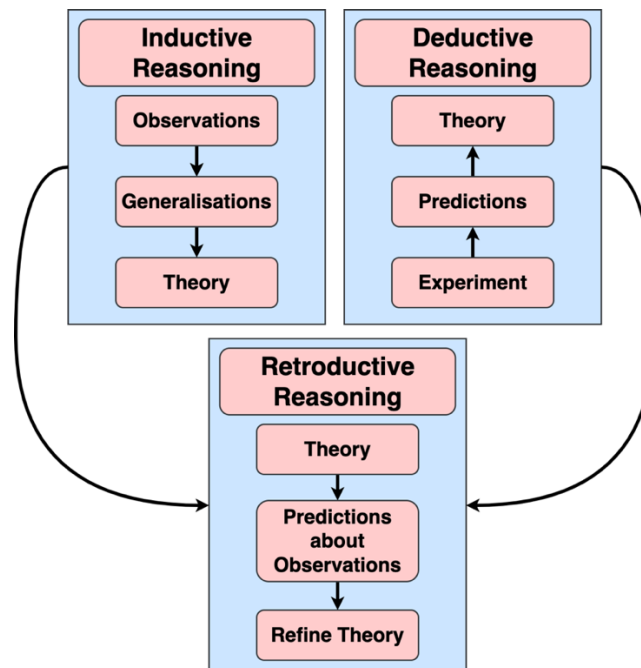 Inductive
Reasoning
Observations
Generalisations
Theory
Deductive
Reasoning
Theory
Predictions
Experiment
Retroductive
Reasoning
Theory
Predictions
about
Observations
Refine Theory